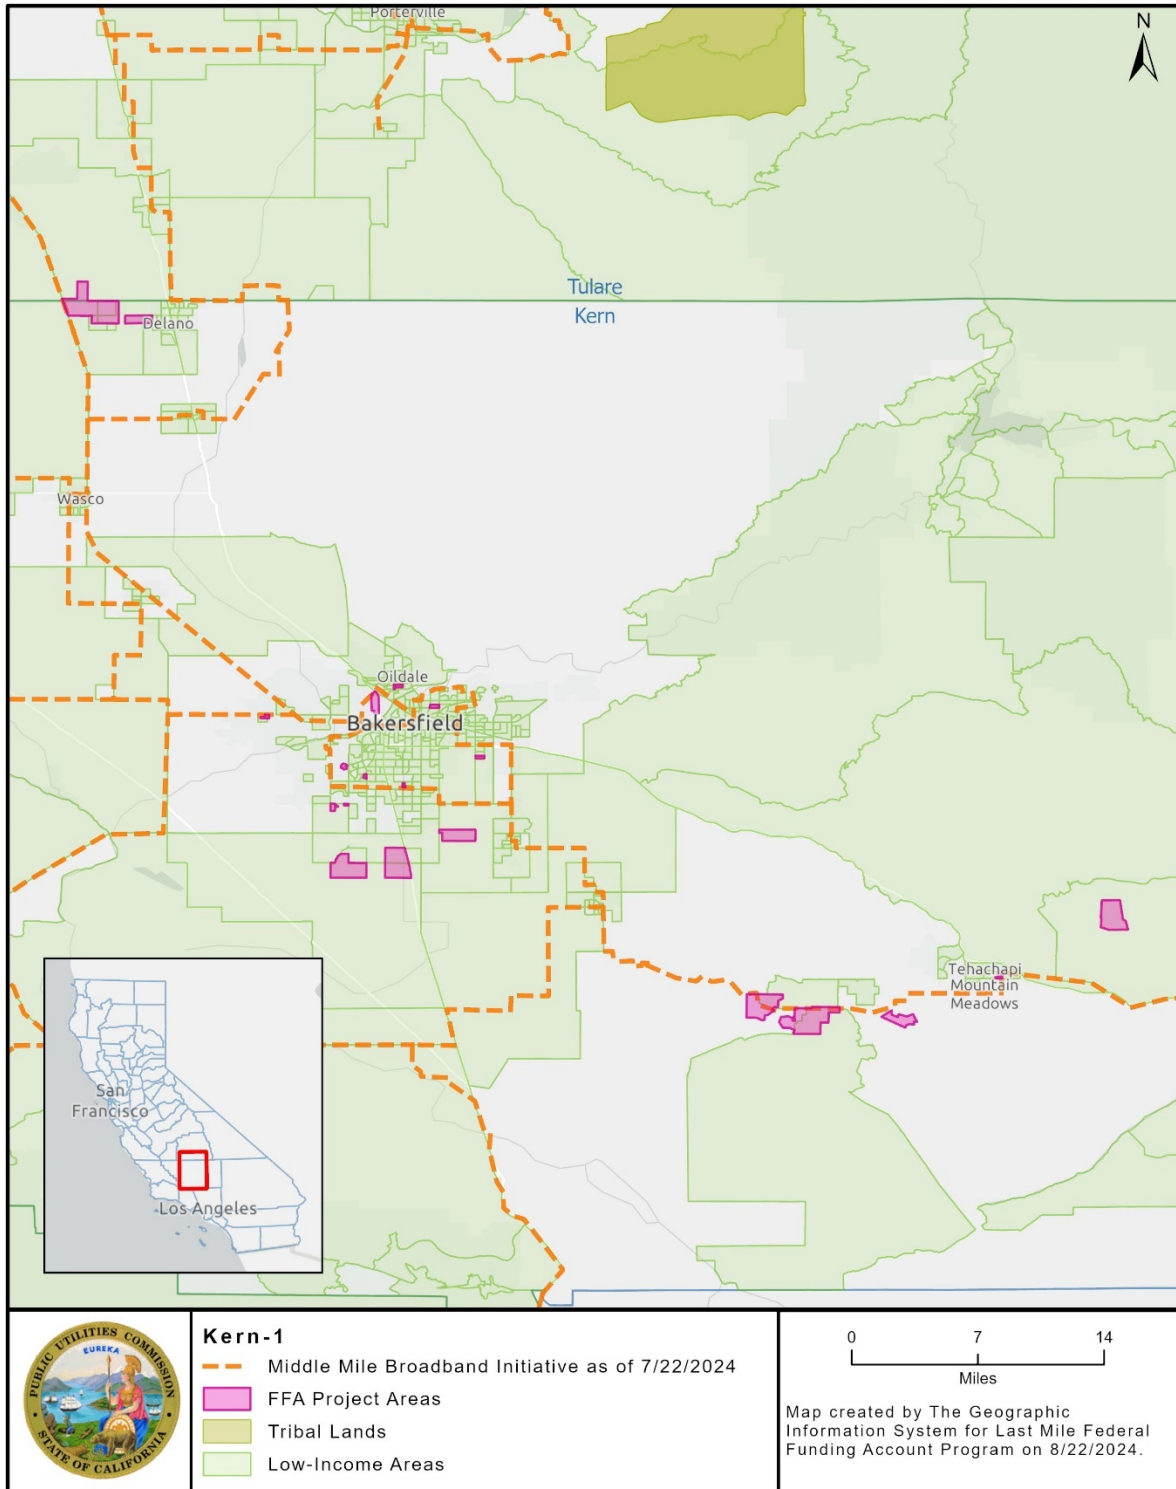 Porterville
N
Tulare
Kern
Delano
Wasco
Oildale
Bakersfield
Tehachapi
Mountain
Meadows
San
Francisco
Los Angeles
PUBLIC UTILITIES COMMISSION
EUREKA
STATE OF CALIFORNIA
Kern-1
Middle Mile Broadband Initiative as of 7/22/2024
FFA Project Areas
Tribal Lands
Low-Income Areas
0 7 14
Miles
Map created by The Geographic
Information System for Last Mile Federal
Funding Account Program on 8/22/2024.